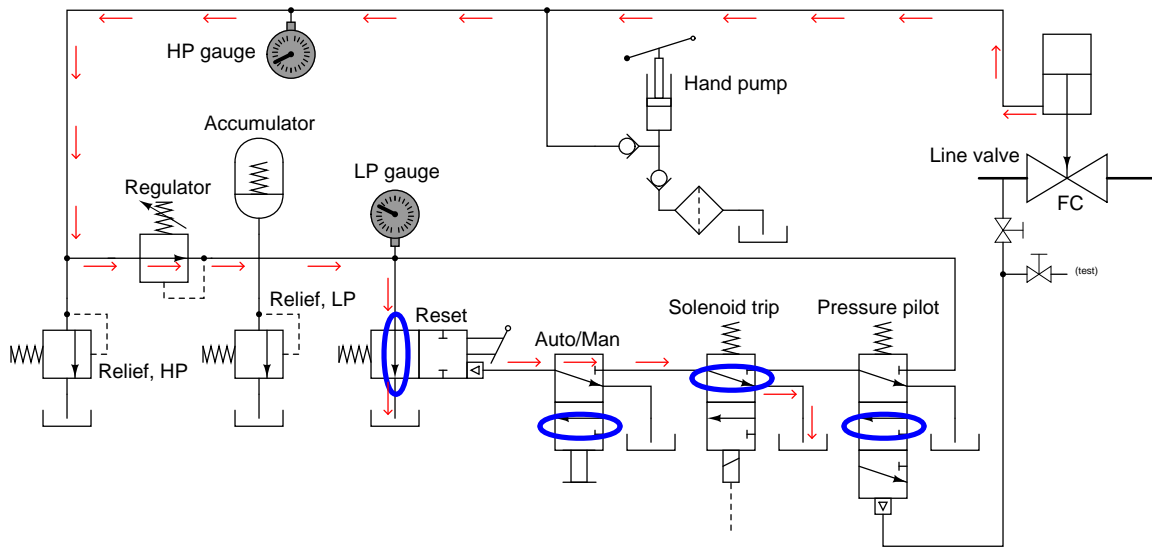 HP gauge
Hand pump
Accumulator
Line valve
LP gauge
Regulator
FC
(test)
Relief, LP
Reset
Solenoid trip
Pressure pilot
Auto/Man
Relief, HP